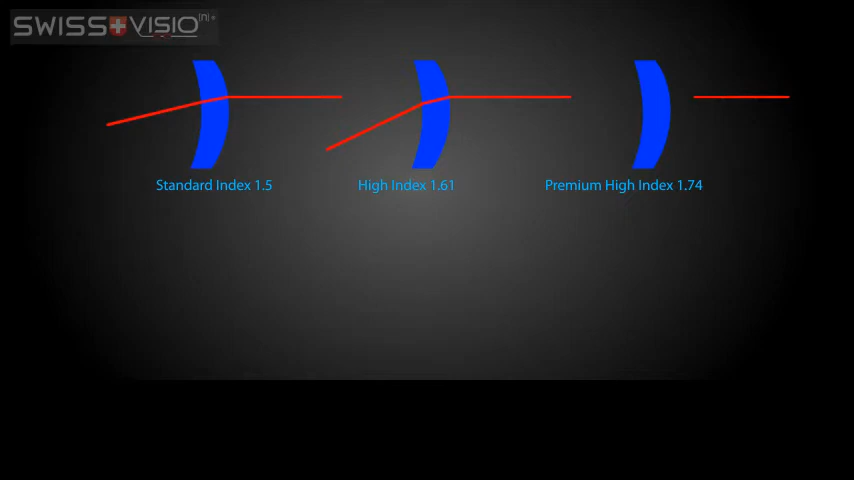 SWISS VISIO [n]®
Standard Index 1.5
High Index 1.61
Premium High Index 1.74